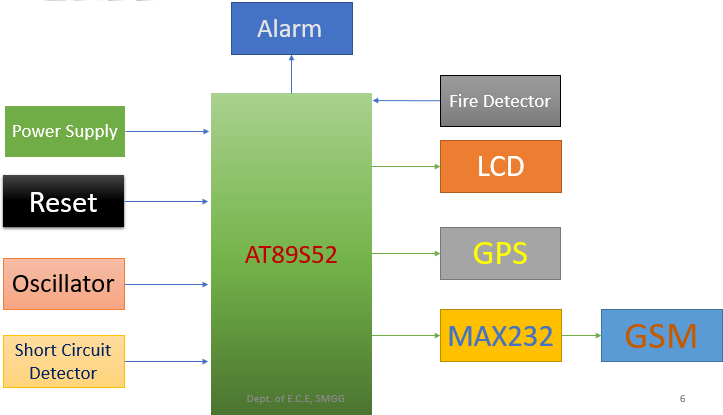 Alarm
Fire Detector
Power Supply
LCD
Reset
AT89S52
GPS
Oscillator
MAX232
GSM
Short Circuit
Detector
Dept. of E.C.E, SMGG
6